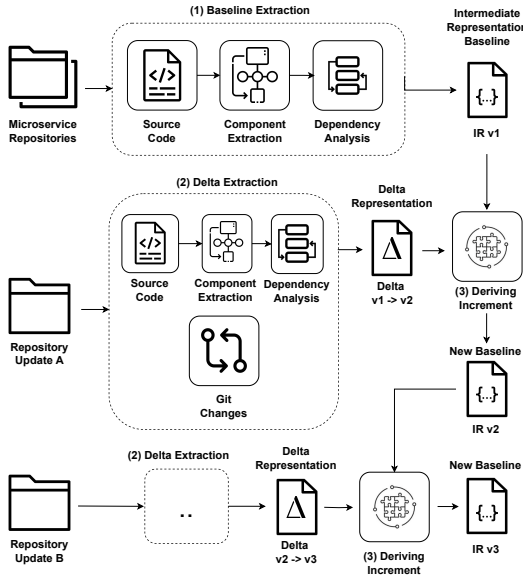 (1) Baseline Extraction
Intermediate
Representation
Baseline
</>
{...}
Microservice
Repositories
Source
Code
Component
Extraction
Dependency
Analysis
IR v1
(2) Delta Extraction
Delta
Representation
</>
Δ
Source
Code
Component
Extraction
Dependency
Analysis
Delta
v1 -> v2
(3) Deriving
Increment
Repository
Update A
Git
Changes
New Baseline
{...}
IR v2
(2) Delta Extraction
Delta
Representation
New Baseline
..
Δ
{...}
Repository
Update B
Delta
v2 -> v3
(3) Deriving
Increment
IR v3